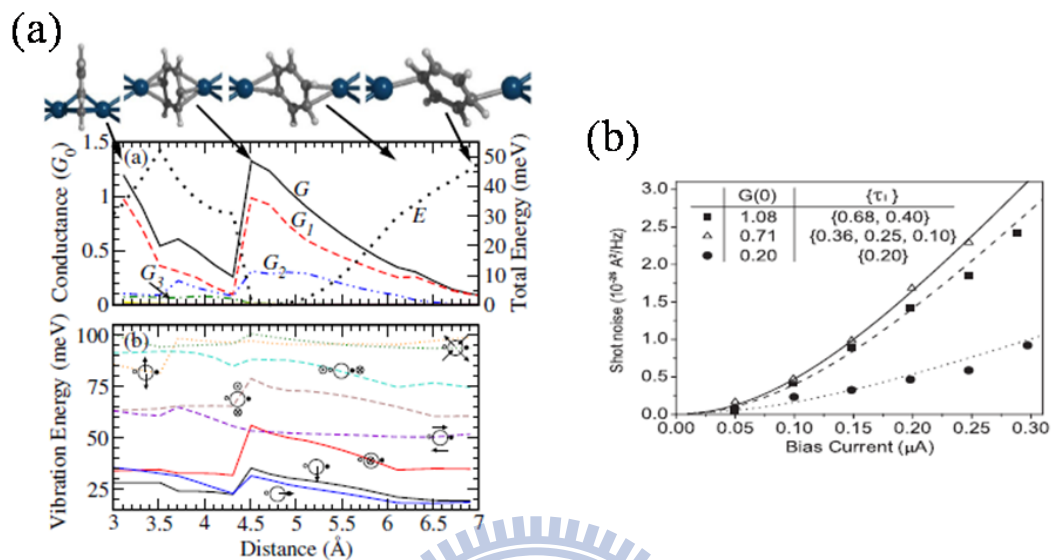 (a)
(b)
1.5
1
0.5
0
Conductance (G₀)
(a)
G
G₁
G₂
G₃
E
50
40
30
20
10
0
Total Energy (meV)
100
75
50
25
Vibration Energy (meV)
(b)
3 3.5 4 4.5 5 5.5 6 6.5 7
Distance (Å)
3.0
2.5
2.0
1.5
1.0
0.5
0.0
Shot noise (10⁻²⁶ A²/Hz)
G(0) {τᵢ}
1.08 {0.68, 0.40}
0.71 {0.36, 0.25, 0.10}
0.20 {0.20}
0.05 0.10 0.15 0.20 0.25 0.30
Bias Current (μA)